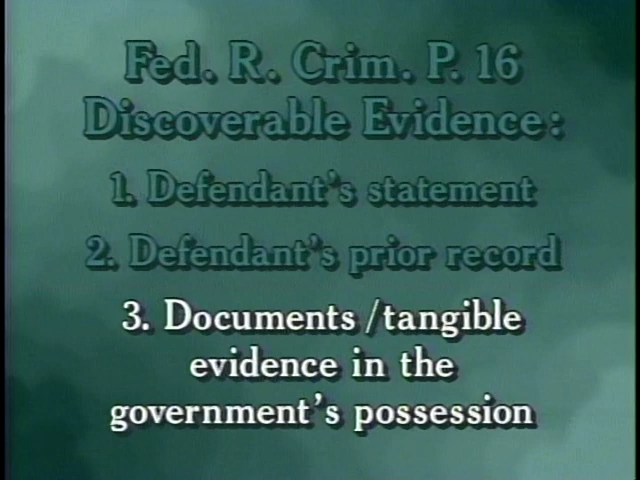 Fed. R. Crim. P. 16
Discoverable Evidence:
1. Defendant's statement
2. Defendant's prior record
3. Documents/tangible
evidence in the
government's possession